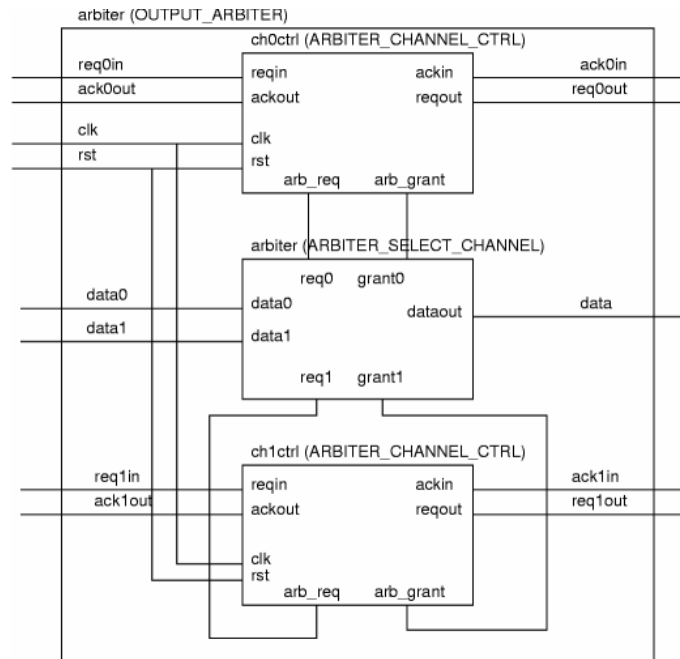 arbiter (OUTPUT_ARBITER)
ch0ctrl (ARBITER_CHANNEL_CTRL)
req0in
reqin
ackin
ack0in
ack0out
ackout
reqout
req0out
clk
clk
rst
rst
arb_req
arb_grant
arbiter (ARBITER_SELECT_CHANNEL)
req0
grant0
data0
data0
dataout
data
data1
data1
req1
grant1
ch1ctrl (ARBITER_CHANNEL_CTRL)
req1in
reqin
ackin
ack1in
ack1out
ackout
reqout
req1out
clk
rst
arb_req
arb_grant